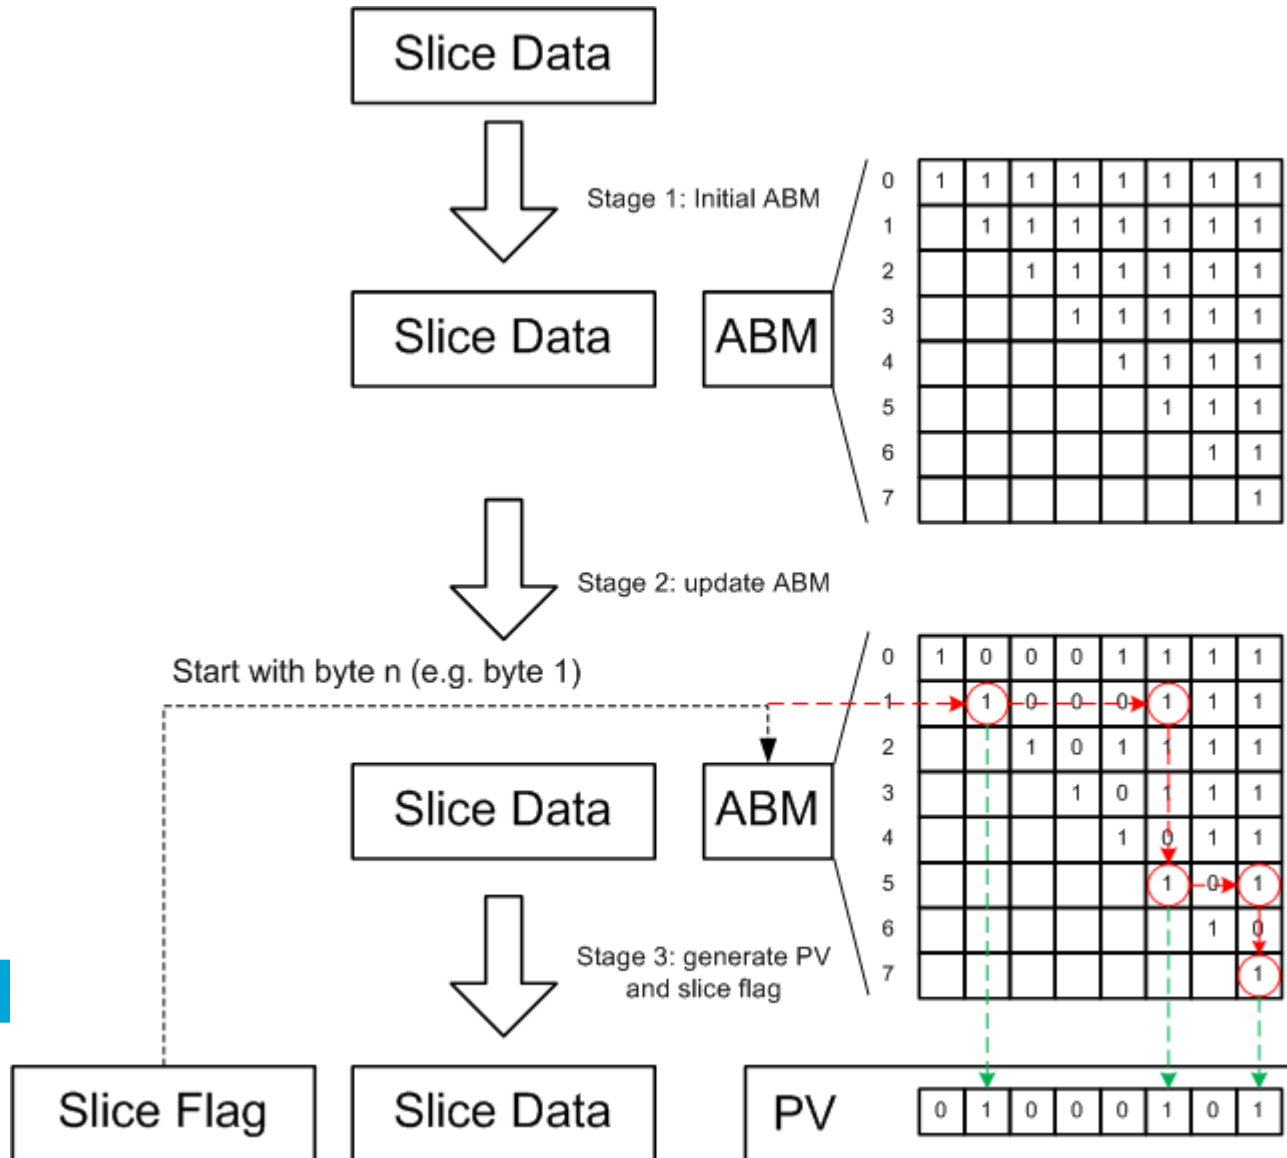 Slice Data
Stage 1: Initial ABM
0 1 1 1 1 1 1 1 1
1 1 1 1 1 1 1 1
2 1 1 1 1 1 1
Slice Data ABM
3 1 1 1 1 1
4 1 1 1 1
5 1 1 1
6 1 1
7 1
Stage 2: update ABM
Start with byte n (e.g. byte 1)
0 1 0 0 0 1 1 1 1
1 1 0 0 0 1 1 1
2 1 0 1 1 1 1
Slice Data ABM
3 1 0 1 1 1
4 1 0 1 1
5 1 0 1
6 1 0
7 1
Stage 3: generate PV
and slice flag
Slice Flag Slice Data PV 0 1 0 0 0 1 0 1